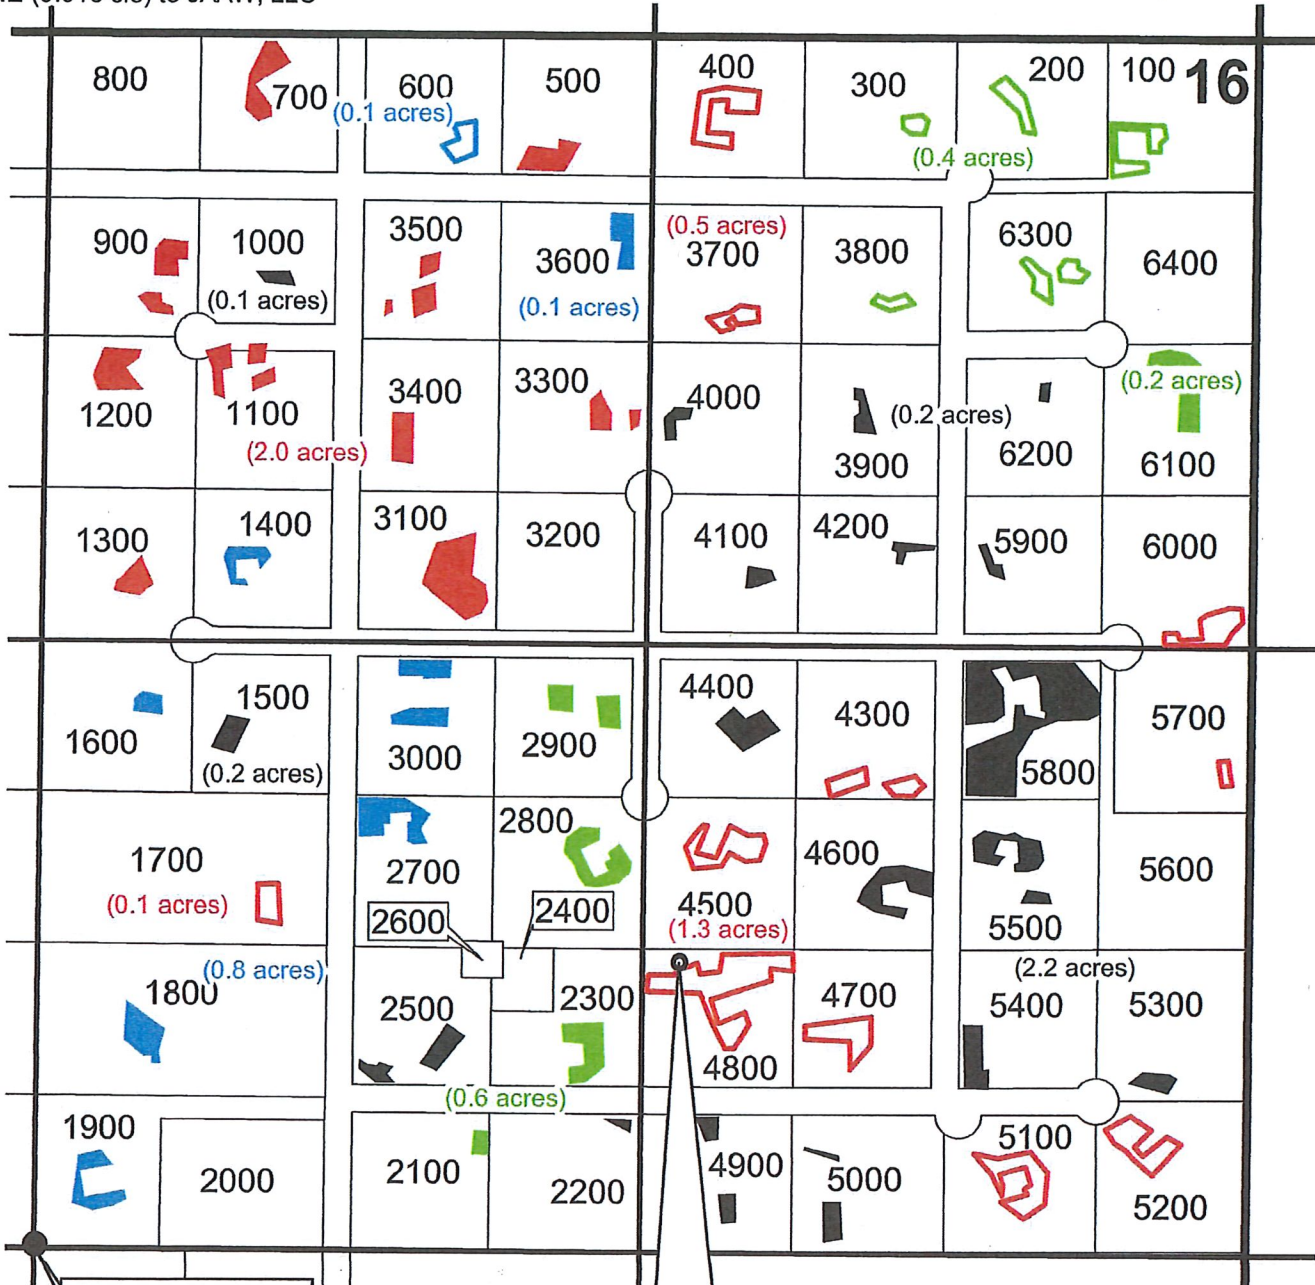 to JAAW, LLC
800 700 600 500 400 300 200 100 16
(0.1 acres)
(0.4 acres)
900 1000 3500 3600 (0.5 acres) 3700 3800 6300 6400
(0.1 acres) (0.1 acres)
1200 1100 3400 3300 4000 (0.2 acres) 3900 6200 (0.2 acres) 6100
(2.0 acres)
1300 1400 3100 3200 4100 4200 5900 6000
1600 1500 3000 2900 4400 4300 5800 5700
(0.2 acres)
1700 2700 2800 4500 4600 5500 5600
(0.1 acres) 2600 2400 (1.3 acres)
(0.8 acres) (2.2 acres)
1800 2500 2300 4800 4700 5400 5300
(0.6 acres)
1900 2000 2100 2200 4900 5000 5100 5200